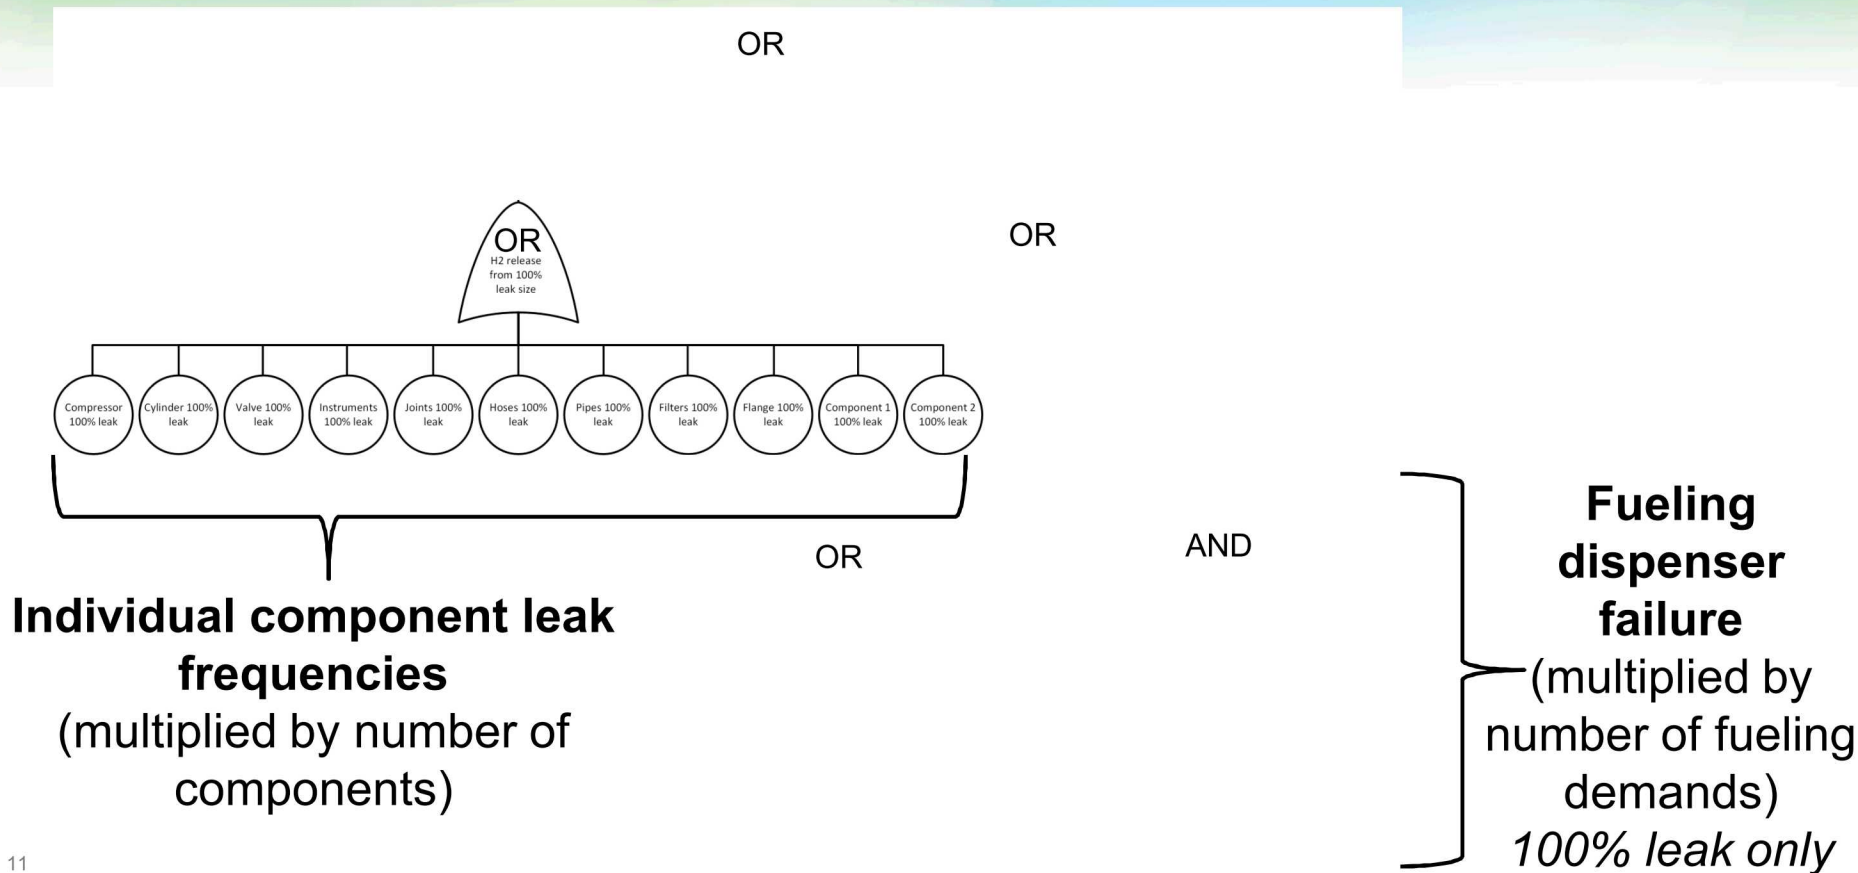 OR
OR
OR
H2 release
from 100%
leak size
Compressor
100% leak
Cylinder 100%
leak
Valve 100%
leak
Instruments
100% leak
Joints 100%
leak
Hoses 100%
leak
Pipes 100%
leak
Filters 100%
leak
Flange 100%
leak
Component 1
100% leak
Component 2
100% leak
OR
AND
Individual component leak
frequencies
(multiplied by number of
components)
Fueling
dispenser
failure
(multiplied by
number of fueling
demands)
100% leak only
11